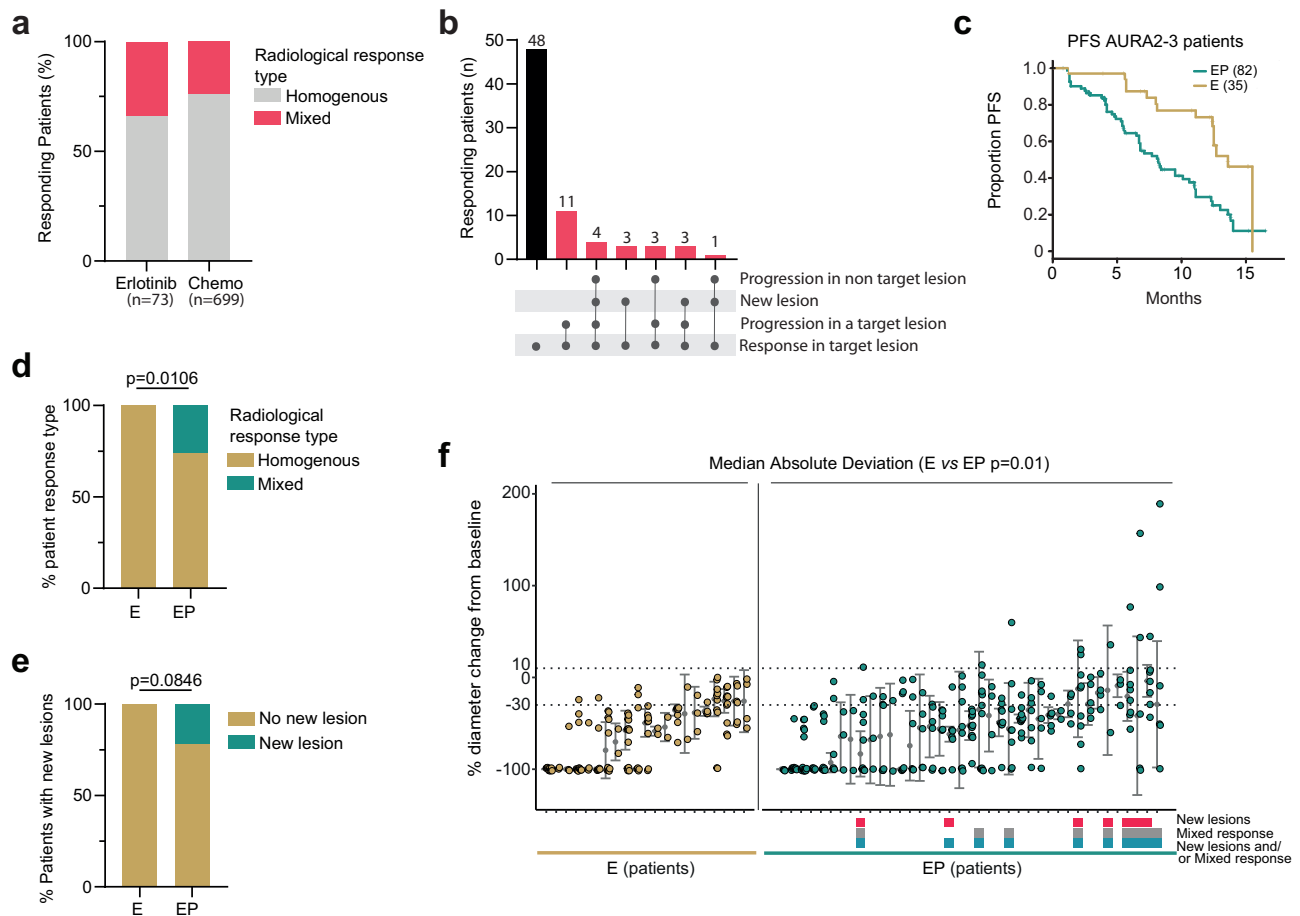 a
100
50
0
Responding Patients (%)
Erlotinib
(n=73)
Chemo
(n=699)
Radiological response
type
Homogenous
Mixed
b
50
40
30
20
10
0
Responding patients (n)
48
11
4
3
3
3
1
Progression in non target lesion
New lesion
Progression in a target lesion
Response in target lesion
c
PFS AURA2-3 patients
EP (82)
E (35)
1.0
0.8
0.6
0.4
0.2
0
Proportion PFS
0
5
10
15
Months
d
p=0.0106
100
50
0
% patient response type
E
EP
Radiological
response type
Homogenous
Mixed
e
p=0.0846
100
50
0
% Patients with new lesions
E
EP
No new lesion
New lesion
f
Median Absolute Deviation (E vs EP p=0.01)
200
100
10
0
-30
-100
% diameter change from baseline
New lesions
Mixed response
New lesions and/
or Mixed response
E (patients)
EP (patients)